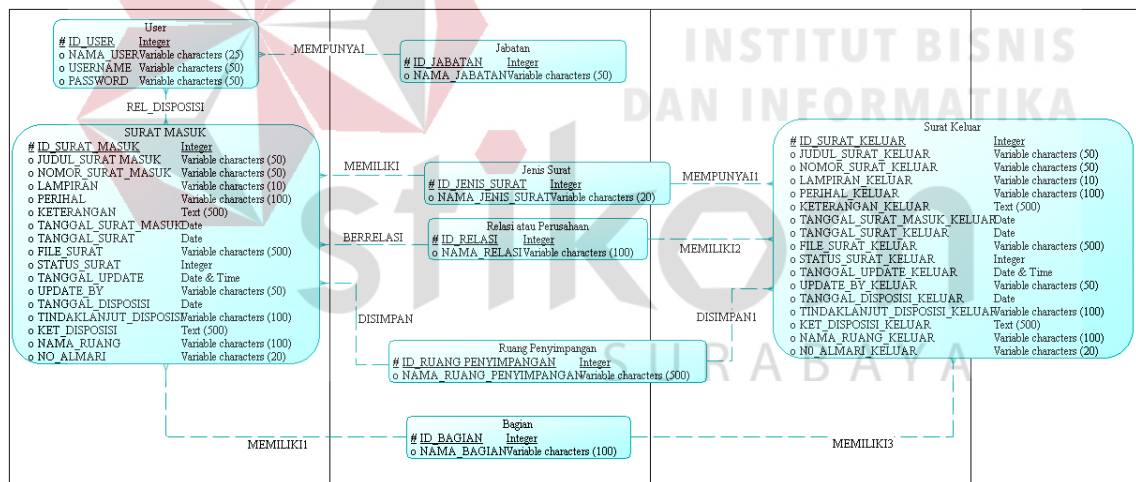 User
# ID_USER Integer
o NAMA_USER Variable characters (25)
o USERNAME Variable characters (50)
o PASSWORD Variable characters (50)
MEMPUNYAI
Jabatan
# ID_JABATAN Integer
o NAMA_JABATAN Variable characters (50)
INSTITUT BISNIS
DAN INFORMATIKA
REL_DISPOSISI
SURAT MASUK
# ID_SURAT_MASUK Integer
o JUDUL_SURAT MASUK Variable characters (50)
o NOMOR_SURAT_MASUK Variable characters (50)
o LAMPIRAN Variable characters (10)
o PERIHAL Variable characters (100)
o KETERANGAN Text (500)
o TANGGAL_SURAT_MASUK Date
o TANGGAL_SURAT Date
o FILE_SURAT Variable characters (500)
o STATUS_SURAT Integer
o TANGGAL_UPDATE Date & Time
o UPDATE_BY Variable characters (50)
o TANGGAL_DISPOSISI Date
o TINDAKLANJUT_DISPOSISI Variable characters (100)
o KET_DISPOSISI Text (500)
o NAMA_RUANG Variable characters (100)
o NO_ALMARI Variable characters (20)
MEMILIKI
Jenis Surat
# ID_JENIS_SURAT Integer
o NAMA_JENIS_SURAT Variable characters (20)
MEMPUNYAI1
BERRELASI
Relasi atau Perusahaan
# ID_RELASI Integer
o NAMA_RELASI Variable characters (100)
MEMILIKI2
stikom
SURABAYA
DISIMPAN
DISIMPAN1
Ruang Penyimpangan
# ID_RUANG PENYIMPANGAN Integer
o NAMA_RUANG_PENYIMPANGAN Variable characters (500)
Bagian
# ID_BAGIAN Integer
o NAMA_BAGIAN Variable characters (100)
MEMILIKI1
MEMILIKI3
Surat Keluar
# ID_SURAT_KELUAR Integer
o JUDUL_SURAT_KELUAR Variable characters (50)
o NOMOR_SURAT_KELUAR Variable characters (50)
o LAMPIRAN_KELUAR Variable characters (10)
o PERIHAL_KELUAR Variable characters (100)
o KETERANGAN_KELUAR Text (500)
o TANGGAL_SURAT_MASUK_KELUAR Date
o TANGGAL_SURAT_KELUAR Date
o FILE_SURAT_KELUAR Variable characters (500)
o STATUS_SURAT_KELUAR Integer
o TANGGAL_UPDATE_KELUAR Date & Time
o UPDATE_BY_KELUAR Variable characters (50)
o TANGGAL_DISPOSISI_KELUAR Date
o TINDAKLANJUT_DISPOSISI_KELUAR Variable characters (100)
o KET_DISPOSISI_KELUAR Text (500)
o NAMA_RUANG_KELUAR Variable characters (100)
o N0_ALMARI_KELUAR Variable characters (20)